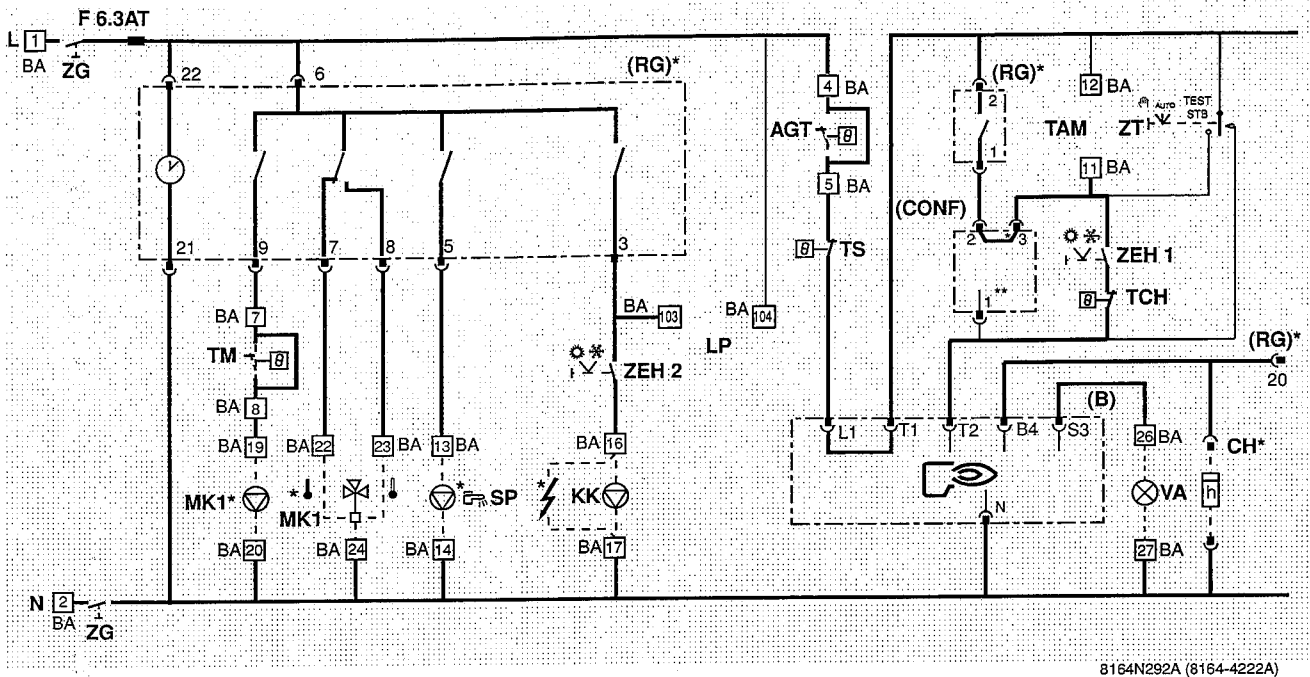 F 6.3AT
L 1
BA
ZG
22
6
(RG)*
4 BA
(RG)*
2
12 BA
AUTO
TEST
STB
AGT
θ
TAM
ZT
1
11 BA
5 BA
(CONF)
2
*
3
21
9
7
8
5
3
θ TS
ZEH 1
1**
θ TCH
BA 7
BA 103
BA 104
LP
TM
θ
ZEH 2
(RG)*
20
BA 8
(B)
BA 19
BA 22
23 BA
13 BA
BA 16
L1
T1
T2
B4
S3
26 BA
CH*
MK1*
*
MK1
*
SP
*
KK
N
VA
h
BA 20
BA 24
BA 14
BA 17
27 BA
N 2
BA
ZG
8164N292A (8164-4222A)